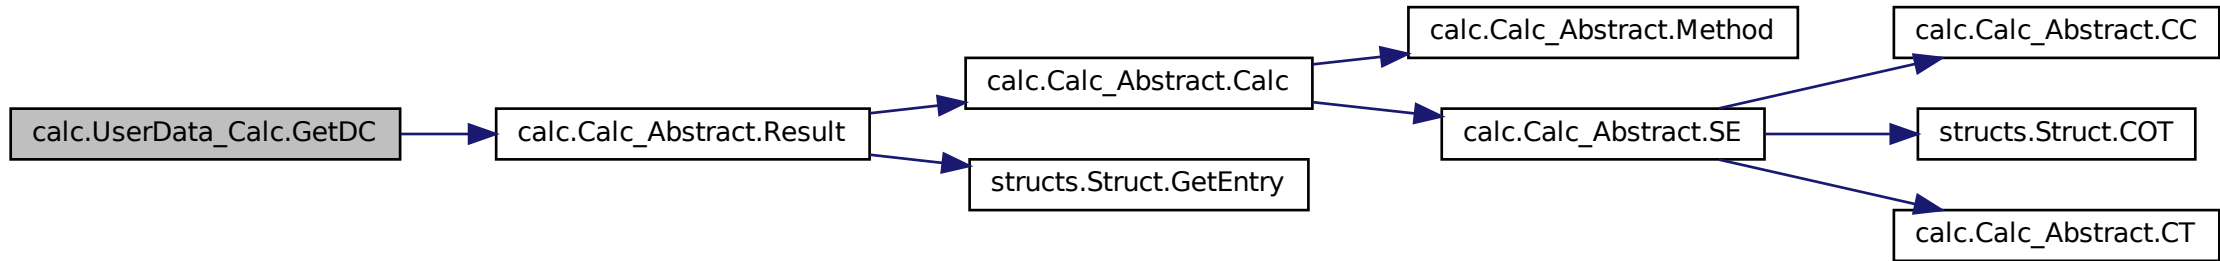 calc.UserData_Calc.GetDC
calc.Calc_Abstract.Result
calc.Calc_Abstract.Calc
structs.Struct.GetEntry
calc.Calc_Abstract.Method
calc.Calc_Abstract.SE
calc.Calc_Abstract.CC
structs.Struct.COT
calc.Calc_Abstract.CT